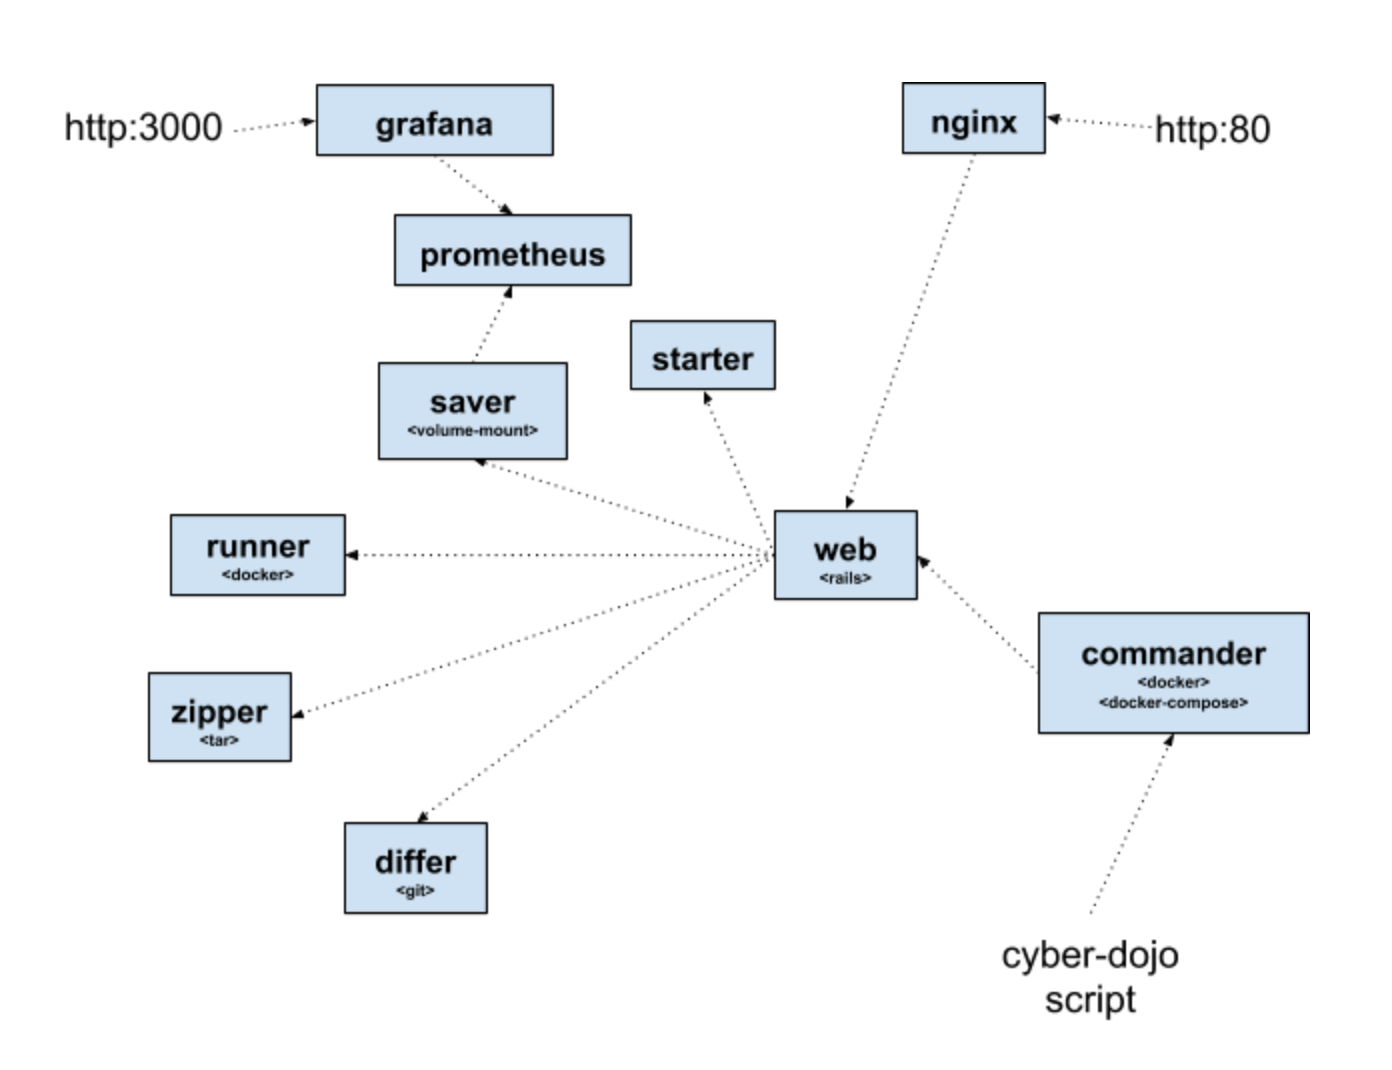 http:3000
grafana
nginx
http:80
prometheus
starter
saver
<volume-mount>
runner
<docker>
web
<rails>
commander
<docker>
<docker-compose>
zipper
<tar>
differ
<git>
cyber-dojo
script